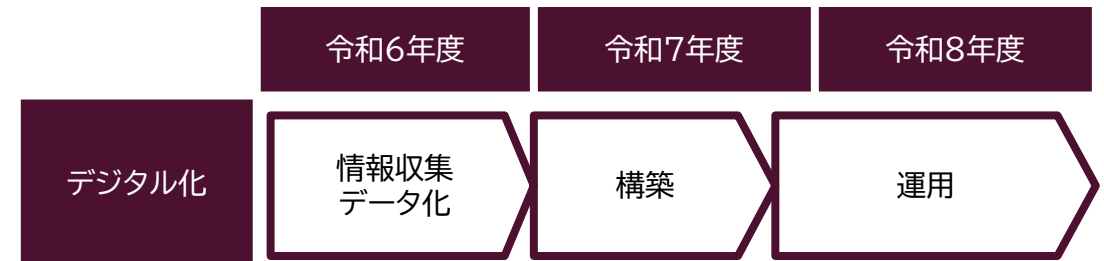 令和6年度
令和7年度
令和8年度
デジタル化
情報収集
データ化
構築
運用